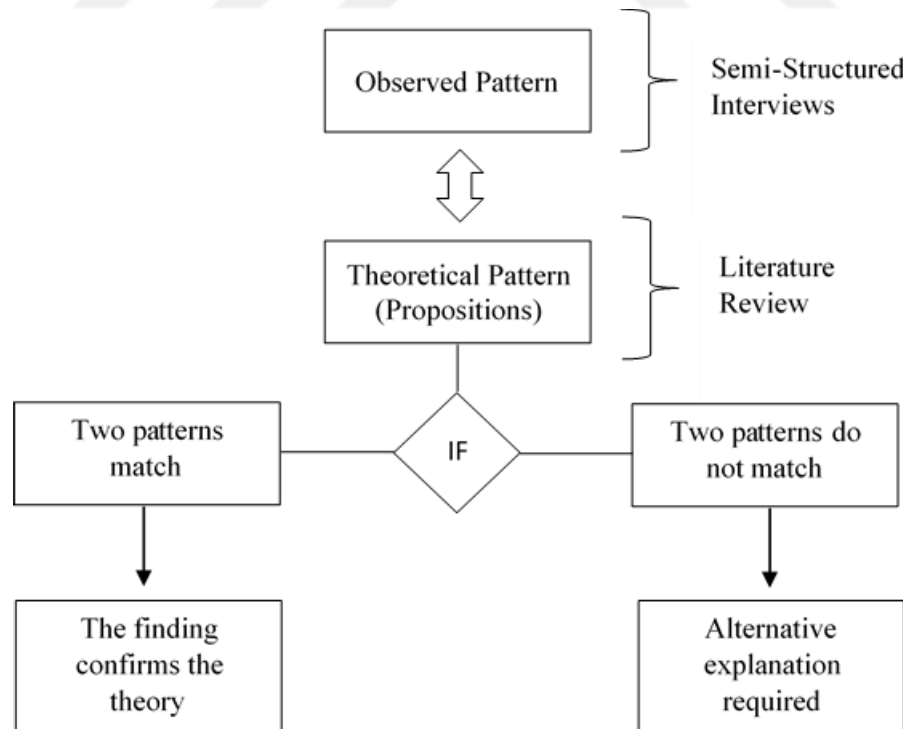 Observed Pattern
Semi-Structured
Interviews
Theoretical Pattern
(Propositions)
Literature
Review
Two patterns
match
IF
Two patterns do
not match
The finding
confirms the
theory
Alternative
explanation
required